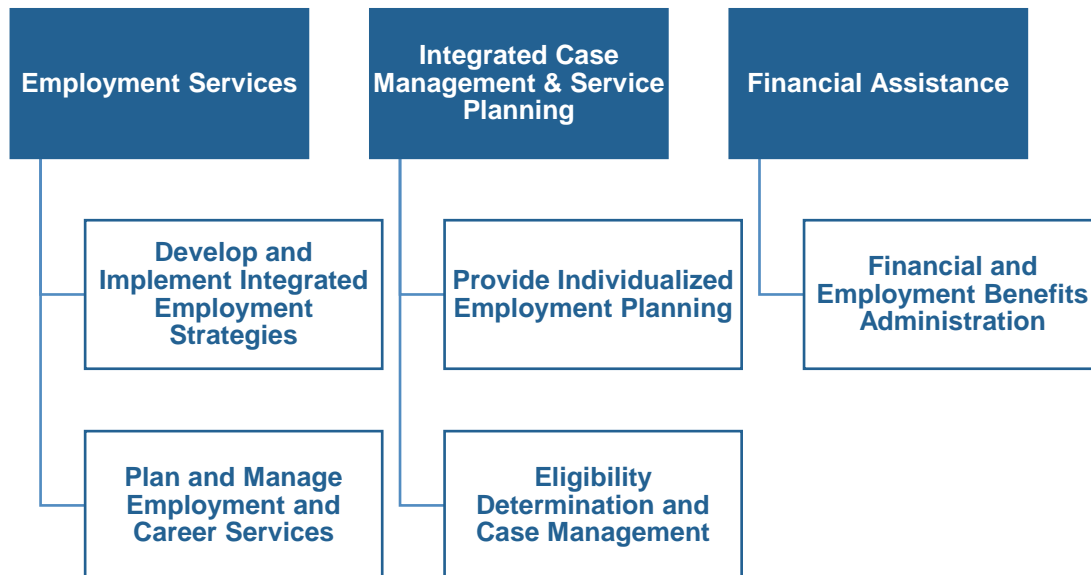 Employment Services
Integrated Case
Management & Service
Planning
Financial Assistance
Develop and
Implement Integrated
Employment
Strategies
Provide Individualized
Employment Planning
Financial and
Employment Benefits
Administration
Plan and Manage
Employment and
Career Services
Eligibility
Determination and
Case Management